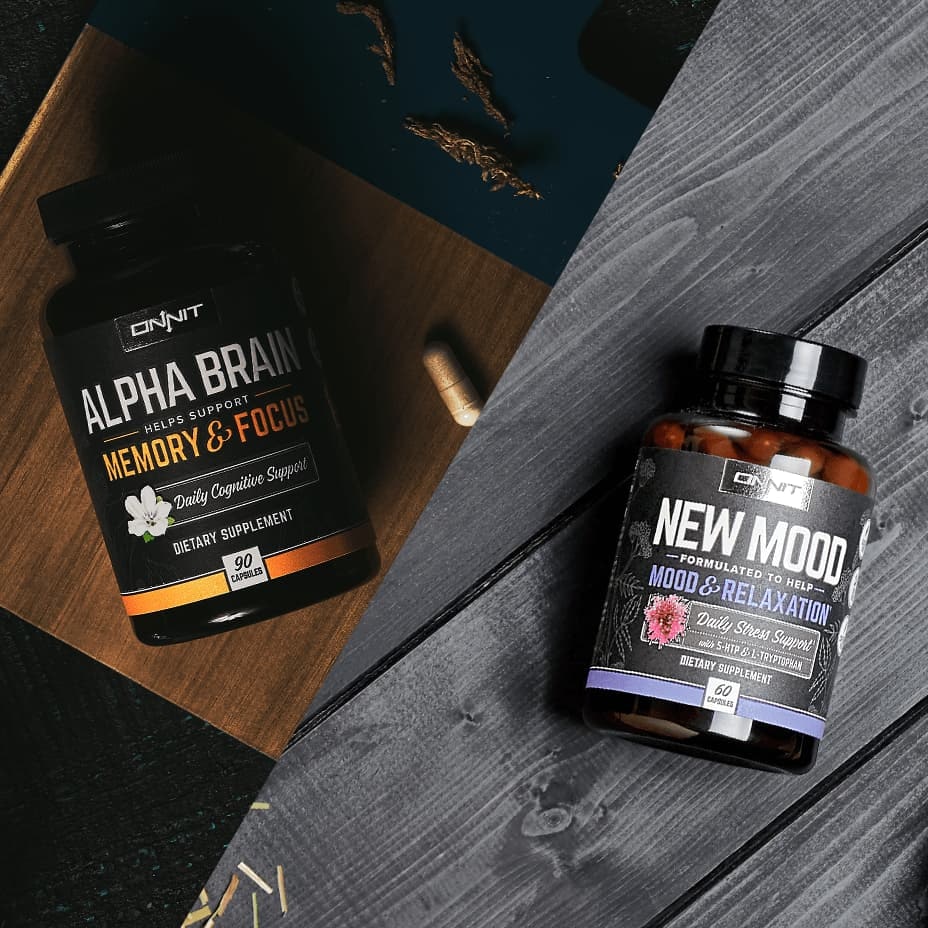 ONNIT
ALPHA BRAIN
HELPS SUPPORT
MEMORY & FOCUS
Daily Cognitive Support
DIETARY SUPPLEMENT
90
CAPSULES
ONNIT
NEW MOOD
FORMULATED TO HELP
MOOD & RELAXATION
Daily Stress Support
with 5-HTP & L-TRYPTOPHAN
DIETARY SUPPLEMENT
60
CAPSULES